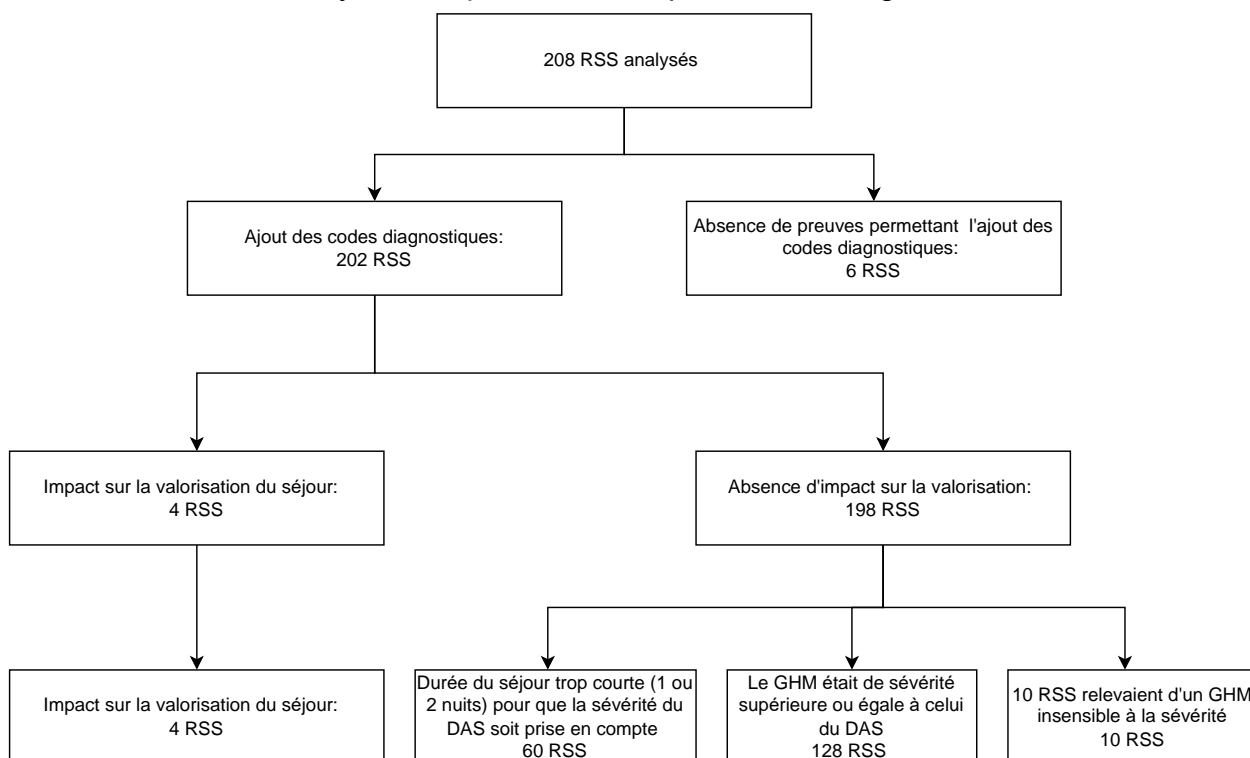 208 RSS analysés
Ajout des codes diagnostiques:
202 RSS
Absence de preuves permettant l'ajout des
codes diagnostiques:
6 RSS
Impact sur la valorisation du séjour:
4 RSS
Absence d'impact sur la valorisation:
198 RSS
Impact sur la valorisation du séjour:
4 RSS
Durée du séjour trop courte (1 ou
2 nuits) pour que la sévérité du
DAS soit prise en compte
60 RSS
Le GHM était de sévérité
supérieure ou égale à celui
du DAS
128 RSS
10 RSS relevaient d'un GHM
insensible à la sévérité
10 RSS